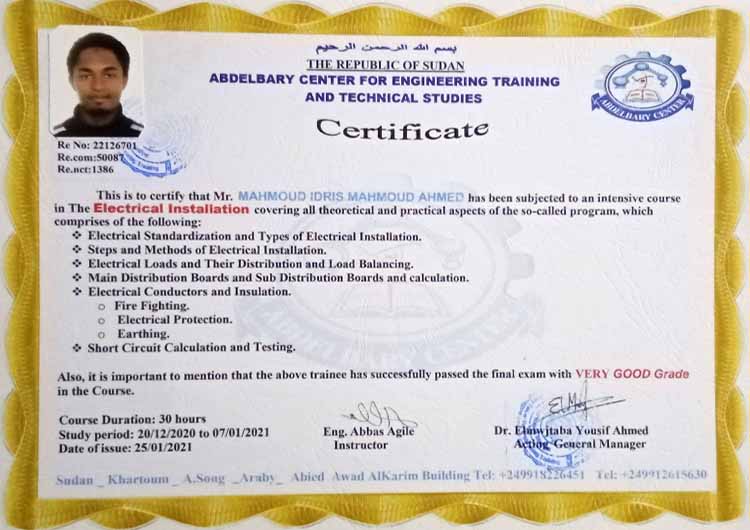 بسم الله الرحمن الرحيم
THE REPUBLIC OF SUDAN
ABDELBARY CENTER FOR ENGINEERING TRAINING
AND TECHNICAL STUDIES
ABDELBARY CENTER
Certificate
Re No: 22126701
Re.com:50087
Re.nct:1386
This is to certify that Mr. MAHMOUD IDRIS MAHMOUD AHMED has been subjected to an intensive course
in The Electrical Installation covering all theoretical and practical aspects of the so-called program, which
comprises of the following:
❖ Electrical Standardization and Types of Electrical Installation.
❖ Steps and Methods of Electrical Installation.
❖ Electrical Loads and Their Distribution and Load Balancing.
❖ Main Distribution Boards and Sub Distribution Boards and calculation.
❖ Electrical Conductors and Insulation.
o Fire Fighting.
o Electrical Protection.
o Earthing.
❖ Short Circuit Calculation and Testing.
Also, it is important to mention that the above trainee has successfully passed the final exam with VERY GOOD Grade
in the Course.
Course Duration: 30 hours
Study period: 20/12/2020 to 07/01/2021
Date of issue: 25/01/2021
Eng. Abbas Agile
Instructor
Dr. Elmojtaba Yousif Ahmed
Acting General Manager
Sudan _ Khartoum _ A.Song _Araby_ Abied Awad AlKarim Building Tel: +249918226451 Tel: +249912615630